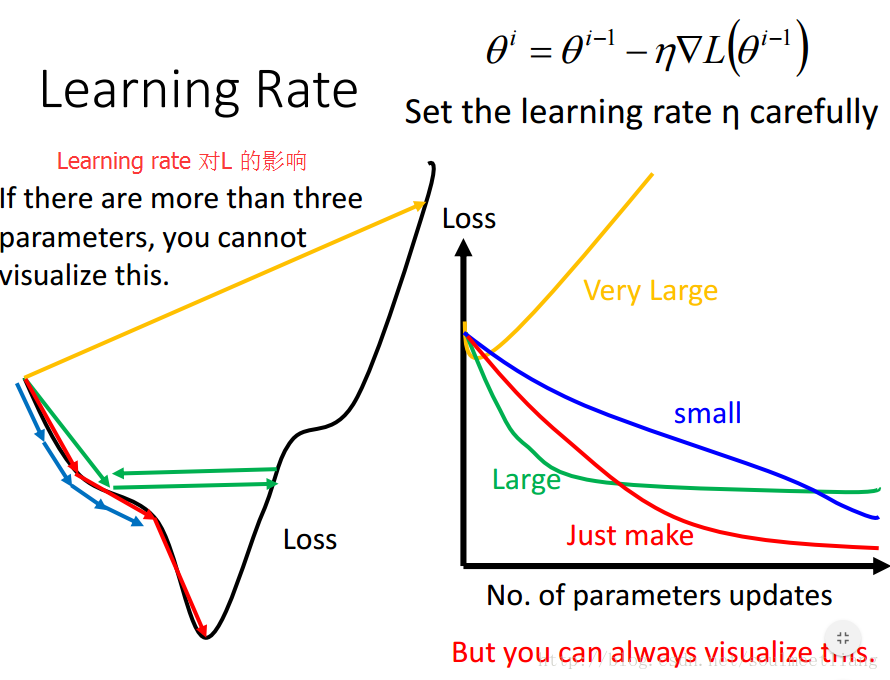 Learning Rate
θ^i = θ^{i−1} − η∇L(θ^{i−1})
Set the learning rate η carefully
Learning rate 对L 的影响
If there are more than three
parameters, you cannot
visualize this.
Loss
Loss
Very Large
small
Large
Just make
No. of parameters updates
But you can always visualize this.